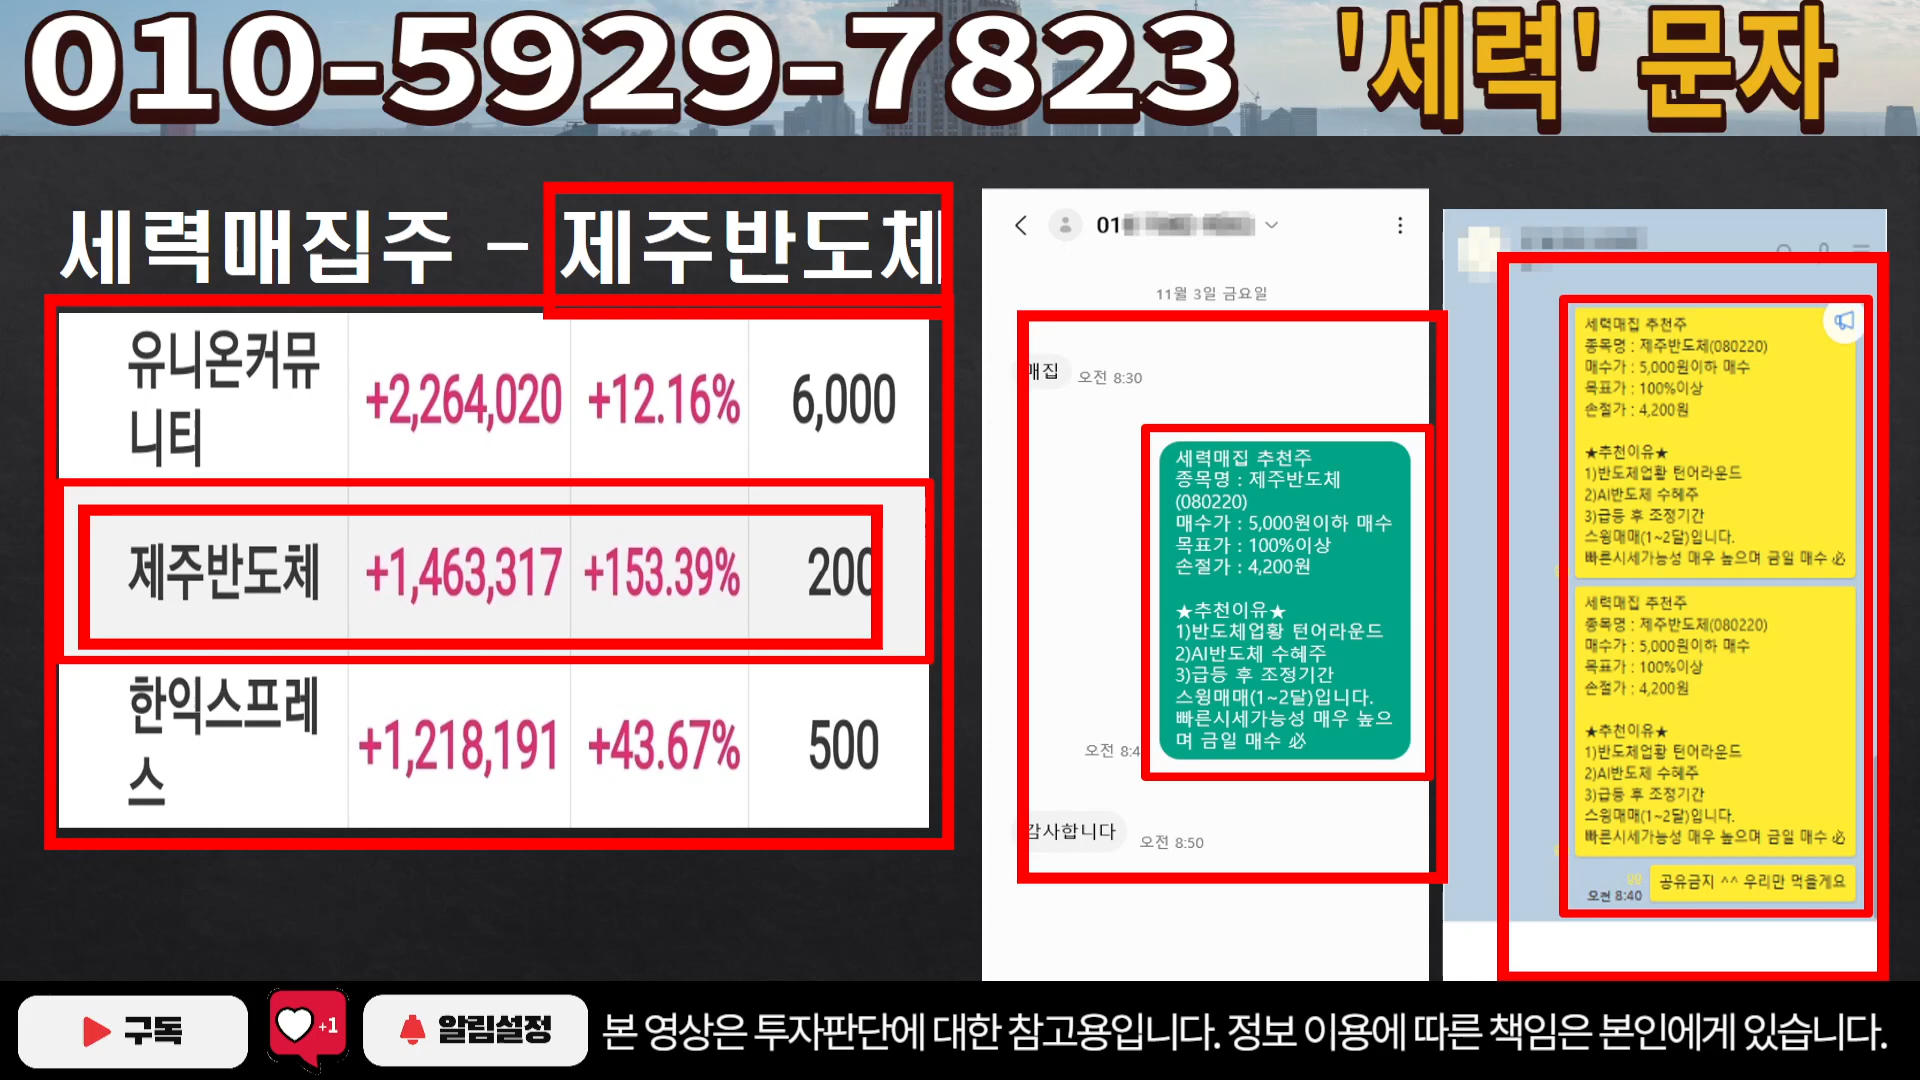 010-5929-7823 '세력' 문자
세력매집주 - 제주반도체
유니온커뮤
니티
+2,264,020 +12.16% 6,000
제주반도체 +1,463,317 +153.39% 200
한익스프레
스
+1,218,191 +43.67% 500
01
11월 3일 금요일
매집 오전 8:30
세력매집 추천주
종목명 : 제주반도체
(080220)
매수가 : 5,000원이하 매수
목표가 : 100%이상
손절가 : 4,200원
★추천이유★
1)반도체업황 턴어라운드
2)AI반도체 수혜주
3)급등 후 조정기간
스윙매매(1~2달)입니다.
빠른시세가능성 매우 높으
며 금일 매수 必
오전 8:4
감사합니다 오전 8:50
세력매집 추천주
종목명 : 제주반도체(080220)
매수가 : 5,000원이하 매수
목표가 : 100%이상
손절가 : 4,200원
★추천이유★
1)반도체업황 턴어라운드
2)AI반도체 수혜주
3)급등 후 조정기간
스윙매매(1~2달)입니다.
빠른시세가능성 매우 높으며 금일 매수 必
세력매집 추천주
종목명 : 제주반도체(080220)
매수가 : 5,000원이하 매수
목표가 : 100%이상
손절가 : 4,200원
★추천이유★
1)반도체업황 턴어라운드
2)AI반도체 수혜주
3)급등 후 조정기간
스윙매매(1~2달)입니다.
빠른시세가능성 매우 높으며 금일 매수 必
오전 8:40 공유금지 ^^ 우리만 먹을게요
구독 +1 알림설정 본 영상은 투자판단에 대한 참고용입니다. 정보 이용에 따른 책임은 본인에게 있습니다.